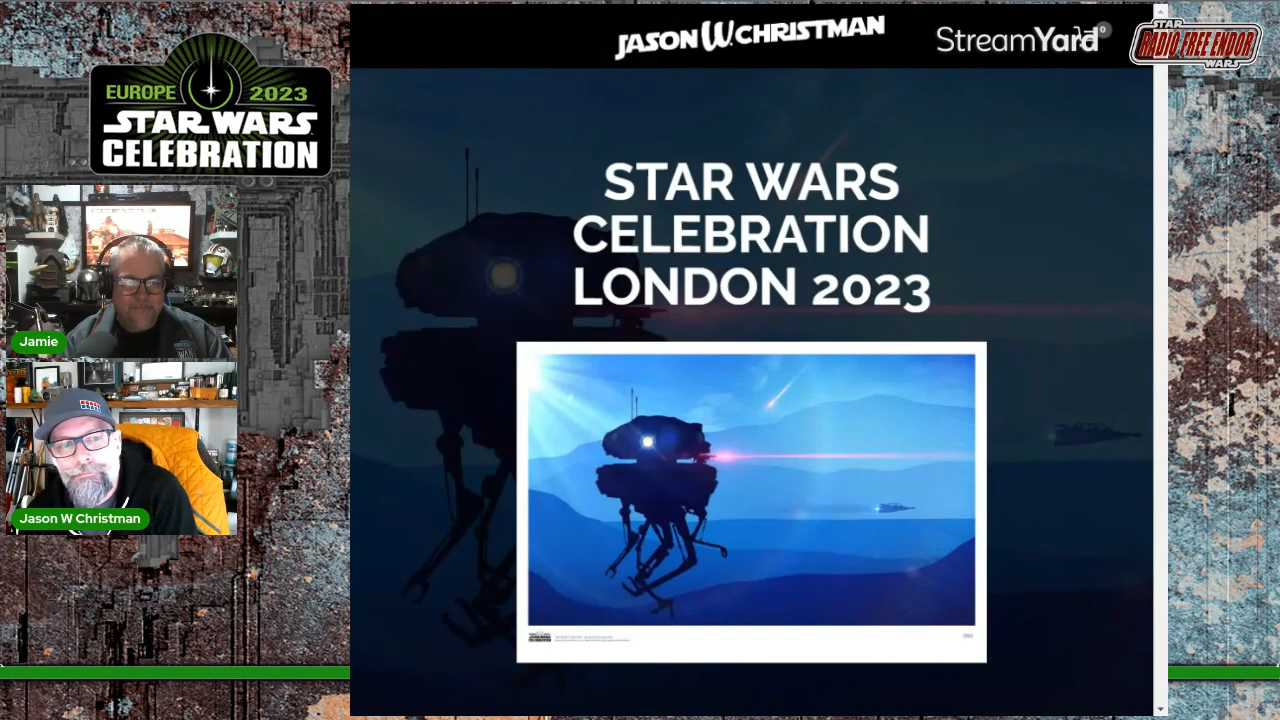 JASON W. CHRISTMAN
StreamYard
STAR
RADIO FREE ENDOR
WARS
EUROPE 2023
STAR WARS
CELEBRATION
STAR WARS
CELEBRATION
LONDON 2023
Jamie
Jason W Christman